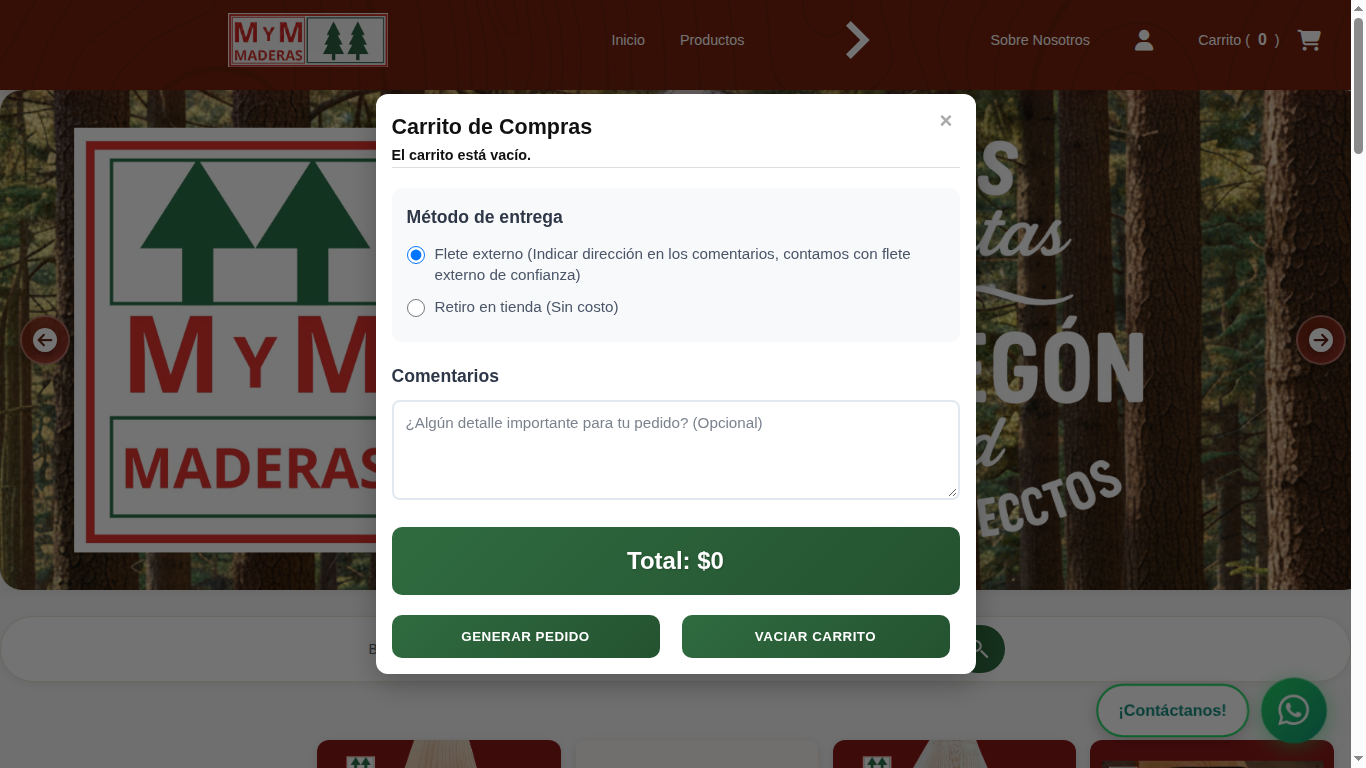 MYM
MADERAS
Inicio
Productos
Sobre Nosotros
Carrito ( 0 )
Carrito de Compras
×
El carrito está vacío.
Método de entrega
Flete externo (Indicar dirección en los comentarios, contamos con flete
externo de confianza)
Retiro en tienda (Sin costo)
Comentarios
¿Algún detalle importante para tu pedido? (Opcional)
Total: $0
GENERAR PEDIDO
VACIAR CARRITO
MYM
MADERAS
¡Contáctanos!